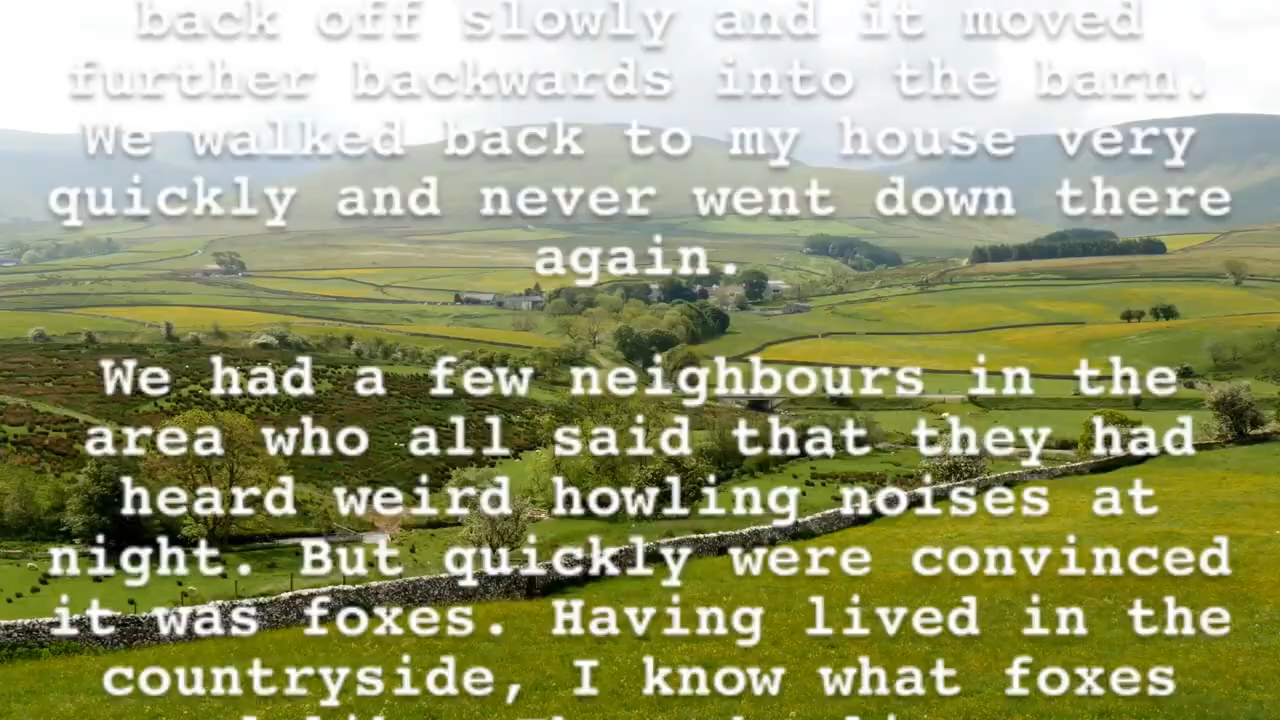 back off slowly and it moved
further backwards into the barn.
We walked back to my house very
quickly and never went down there
again.
We had a few neighbours in the
area who all said that they had
heard weird howling noises at
night. But quickly were convinced
it was foxes. Having lived in the
countryside, I know what foxes